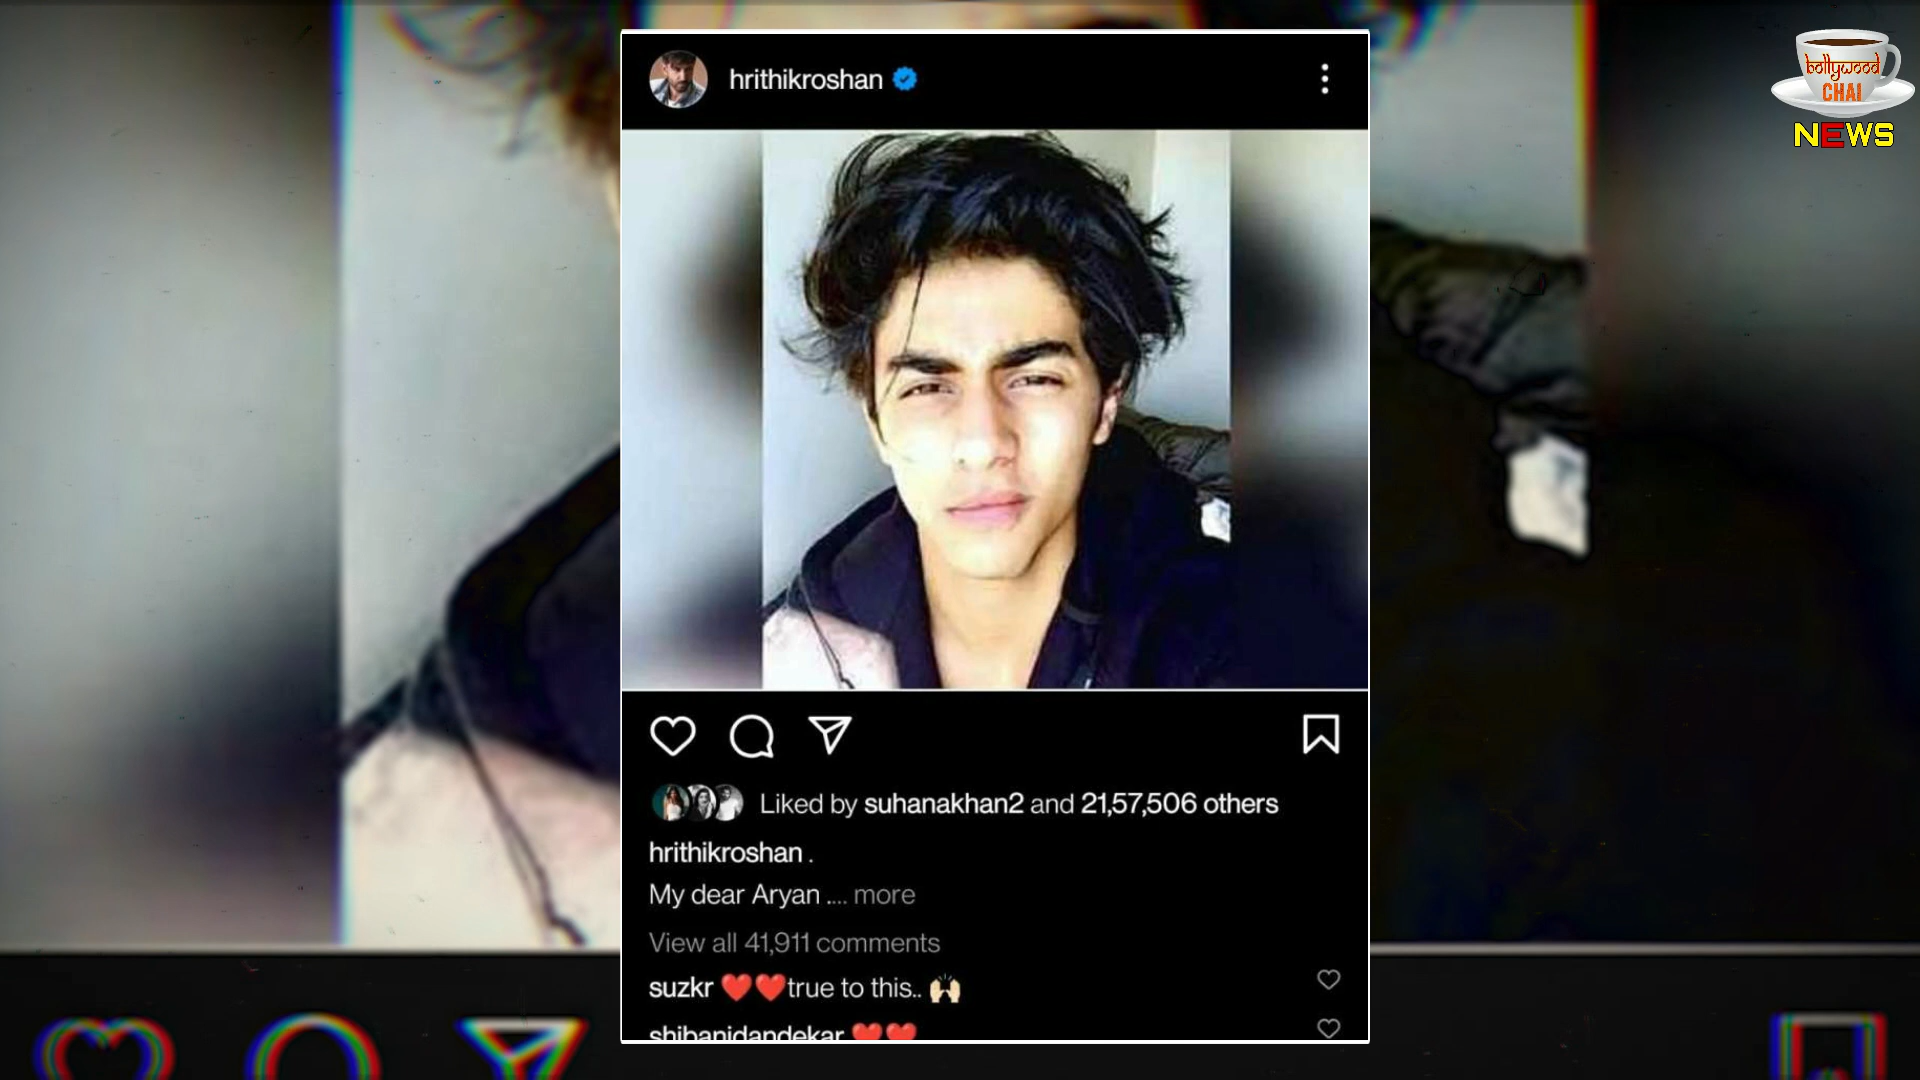 hrithikroshan
bollywood
CHAI
NEWS
Liked by suhanakhan2 and 21,57,506 others
hrithikroshan .
My dear Aryan .... more
View all 41,911 comments
suzkr ❤️❤️true to this.. 🙌🏻
shibanidandekar ❤️❤️